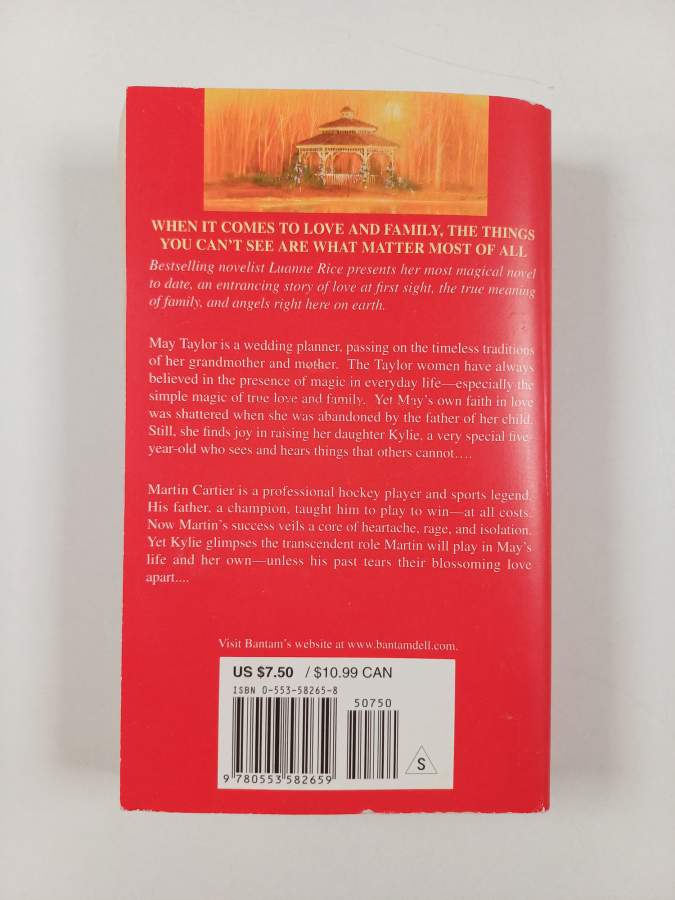 WHEN IT COMES TO LOVE AND FAMILY, THE THINGS
YOU CAN'T SEE ARE WHAT MATTER MOST OF ALL
Bestselling novelist Luanne Rice presents her most magical novel
to date, an entrancing story of love at first sight, the true meaning
of family, and angels right here on earth.
May Taylor is a wedding planner, passing on the timeless traditions
of her grandmother and mother. The Taylor women have always
believed in the presence of magic in everyday life—especially the
simple magic of true love and family. Yet May's own faith in love
was shattered when she was abandoned by the father of her child.
Still, she finds joy in raising her daughter Kylie, a very special five-
year-old who sees and hears things that others cannot….
Martin Cartier is a professional hockey player and sports legend.
His father, a champion, taught him to play to win—at all costs.
Now Martin's success veils a core of heartache, rage, and isolation.
Yet Kylie glimpses the transcendent role Martin will play in May's
life and her own—unless his past tears their blossoming love
apart....
Visit Bantam's website at www.bantamdell.com.
US $7.50 / $10.99 CAN
ISBN 0-553-58265-8
50750
S
9 780553 582659